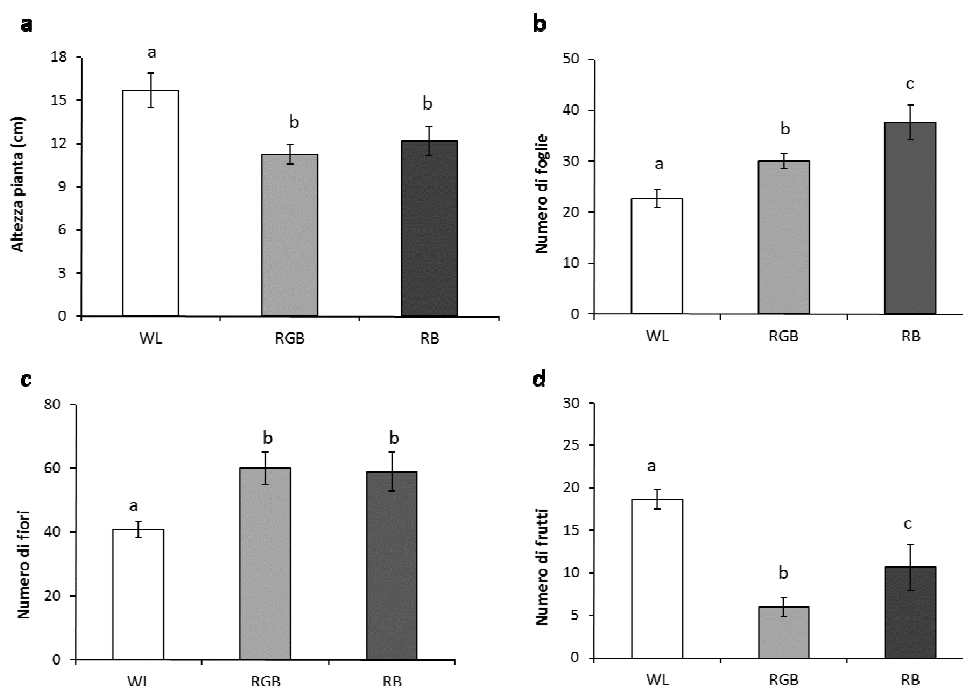 a
Altezza pianta (cm)
18
15
12
9
6
3
0
a
b
b
WL
RGB
RB
b
Numero di foglie
50
40
30
20
10
0
a
b
c
WL
RGB
RB
c
Numero di fiori
80
60
40
20
0
a
b
b
WL
RGB
RB
d
Numero di frutti
30
25
20
15
10
5
0
a
b
c
WL
RGB
RB